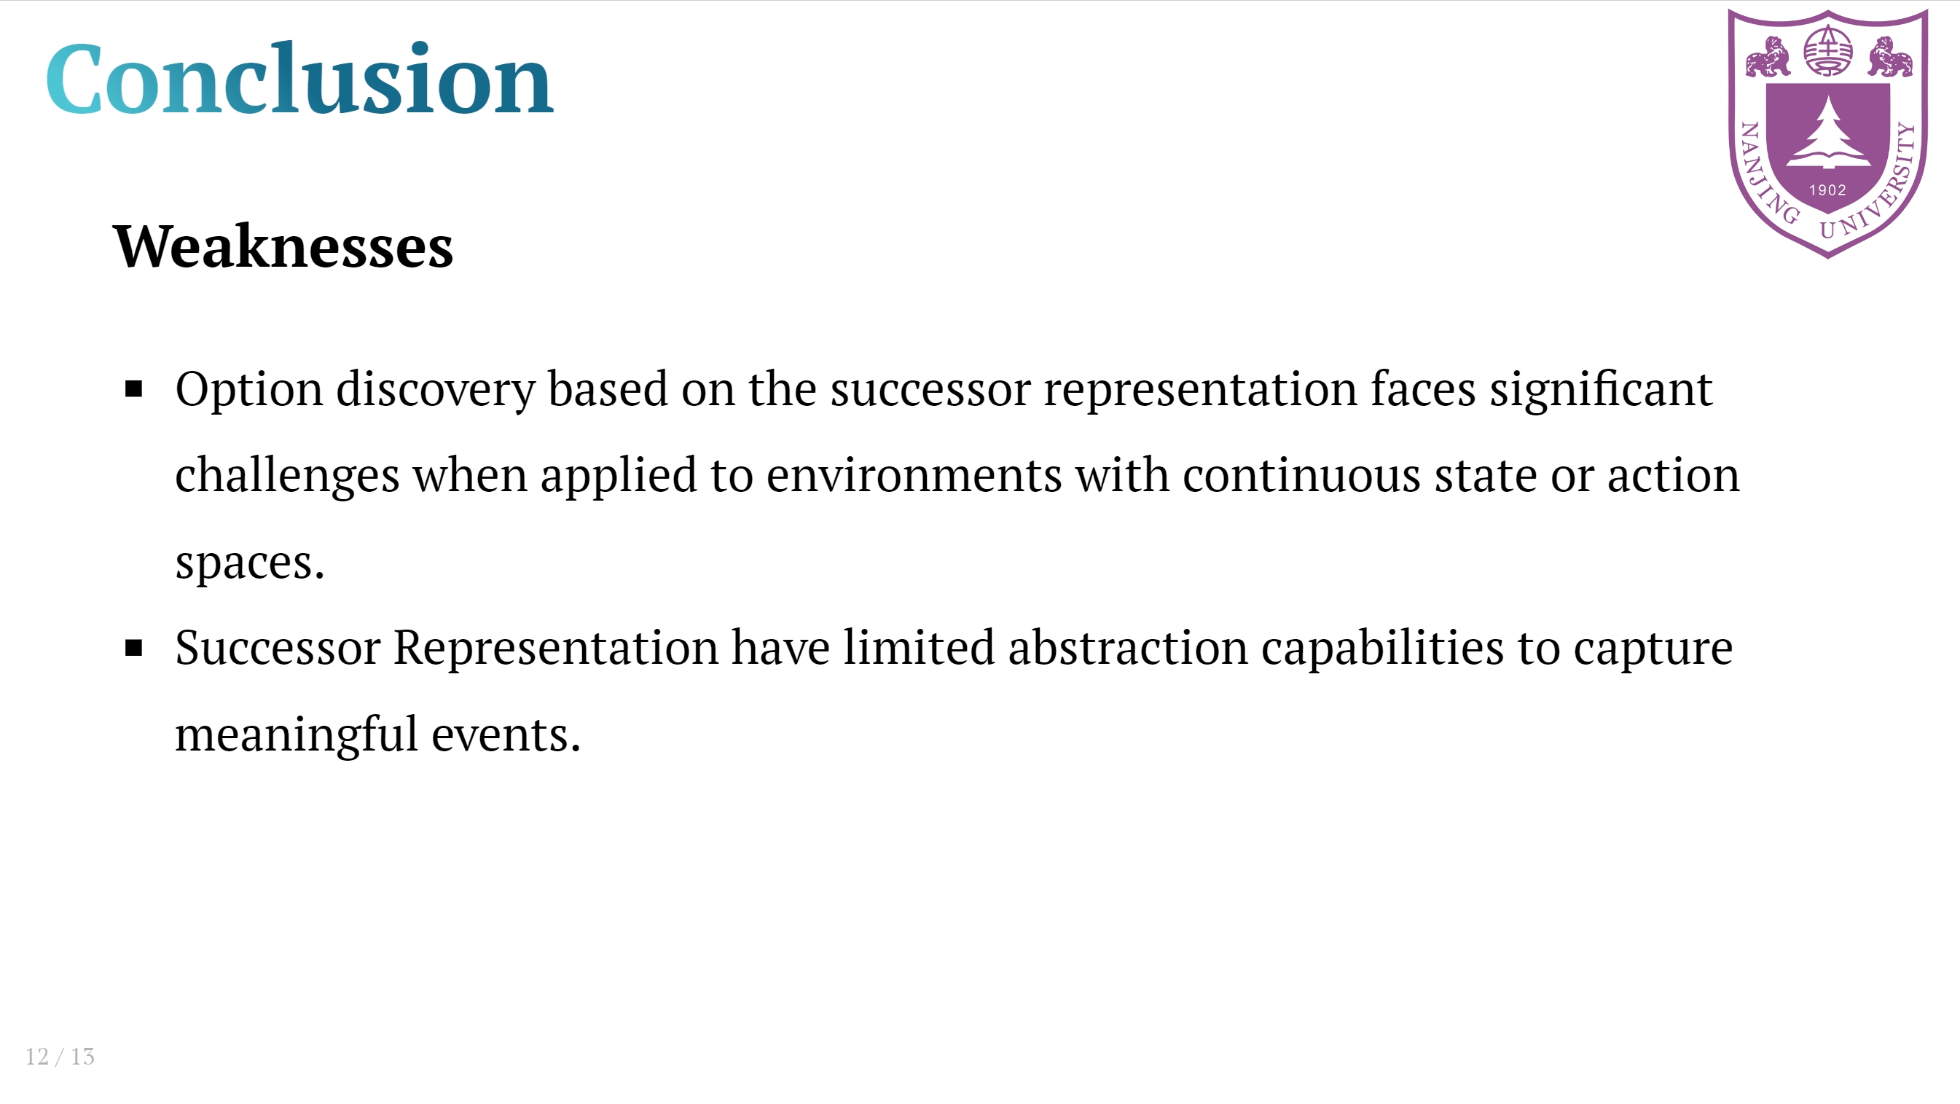 Conclusion
NANJING UNIVERSITY
1902
Weaknesses
▪ Option discovery based on the successor representation faces significant
challenges when applied to environments with continuous state or action
spaces.
▪ Successor Representation have limited abstraction capabilities to capture
meaningful events.
12 / 13